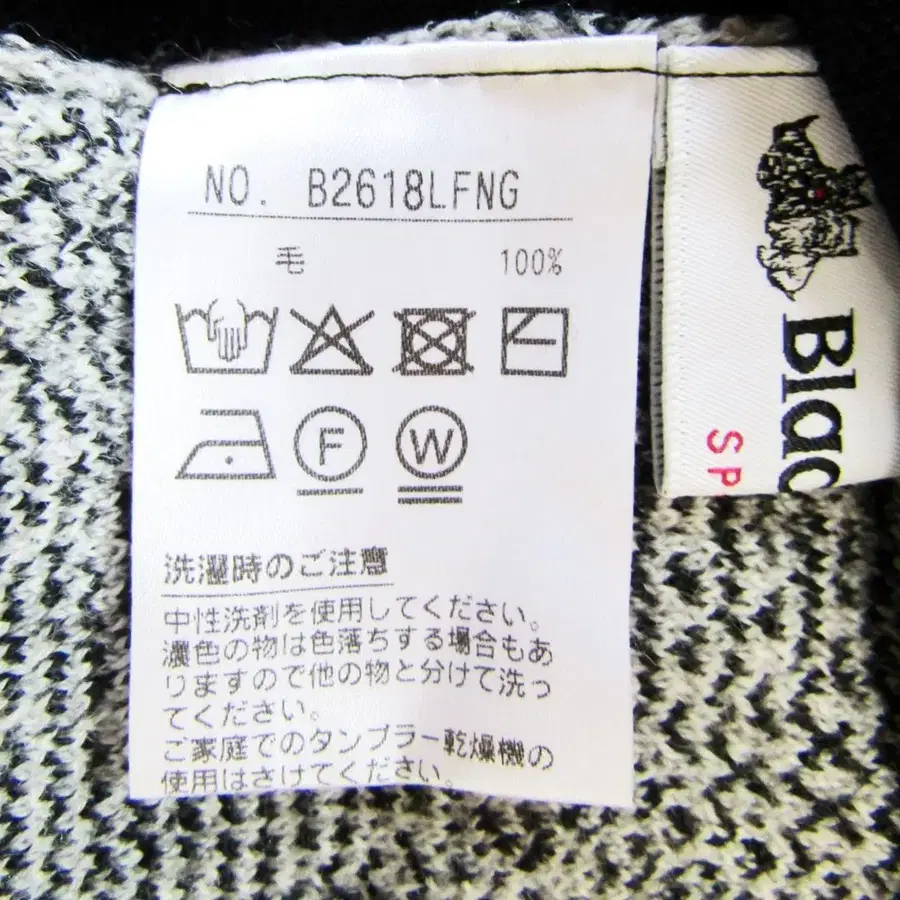 NO. B2618LFNG
毛 100%
F W
洗濯時のご注意
中性洗剤を使用してください。
濃色の物は色落ちする場合もあ
りますので他の物と分けて洗っ
てください。
ご家庭でのタンブラー乾燥機の
使用はさけてください。
Blac
SP